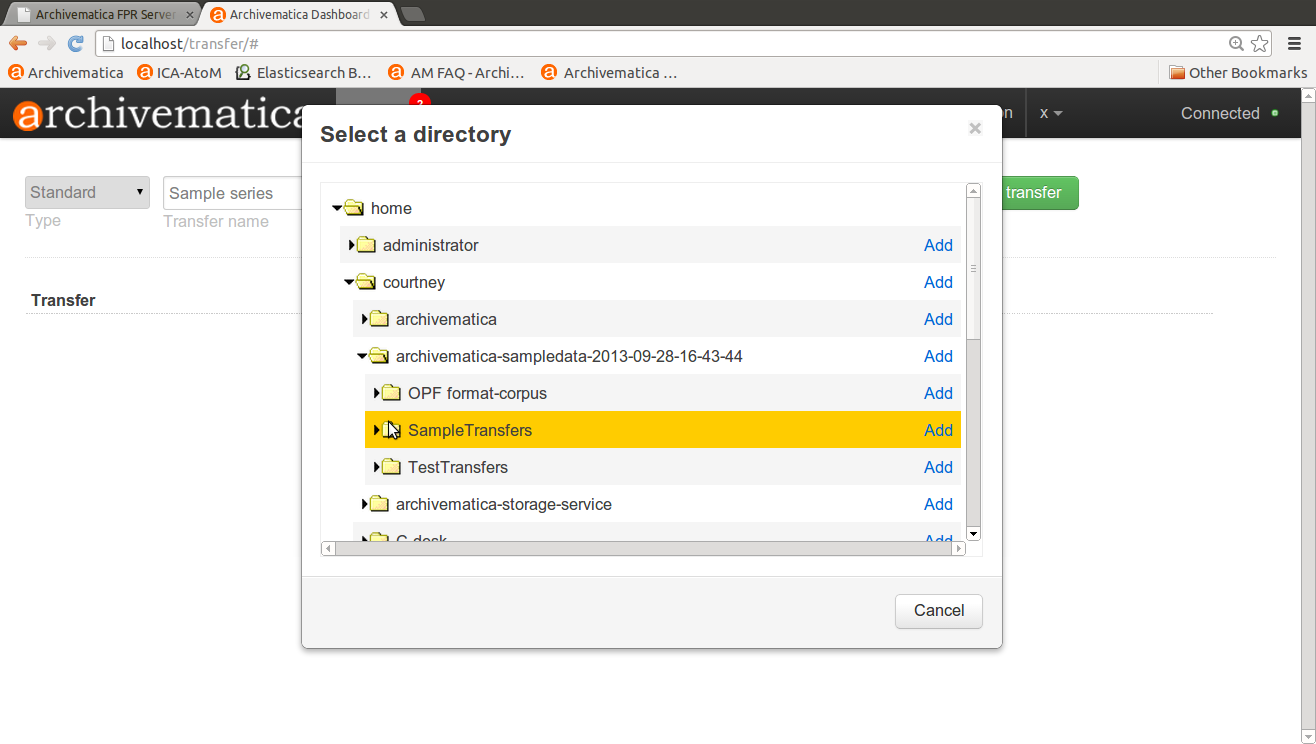 Archivematica FPR Server
Archivematica Dashboard
localhost/transfer/#
Archivematica
ICA-AtoM
Elasticsearch B...
AM FAQ - Archi...
Archivematica ...
Other Bookmarks
archivematica
x
Connected
Select a directory
Standard
Sample series
transfer
Type
Transfer name
Transfer
home
administrator Add
courtney Add
archivematica Add
archivematica-sampledata-2013-09-28-16-43-44 Add
OPF format-corpus Add
SampleTransfers Add
TestTransfers Add
archivematica-storage-service Add
Add
Cancel